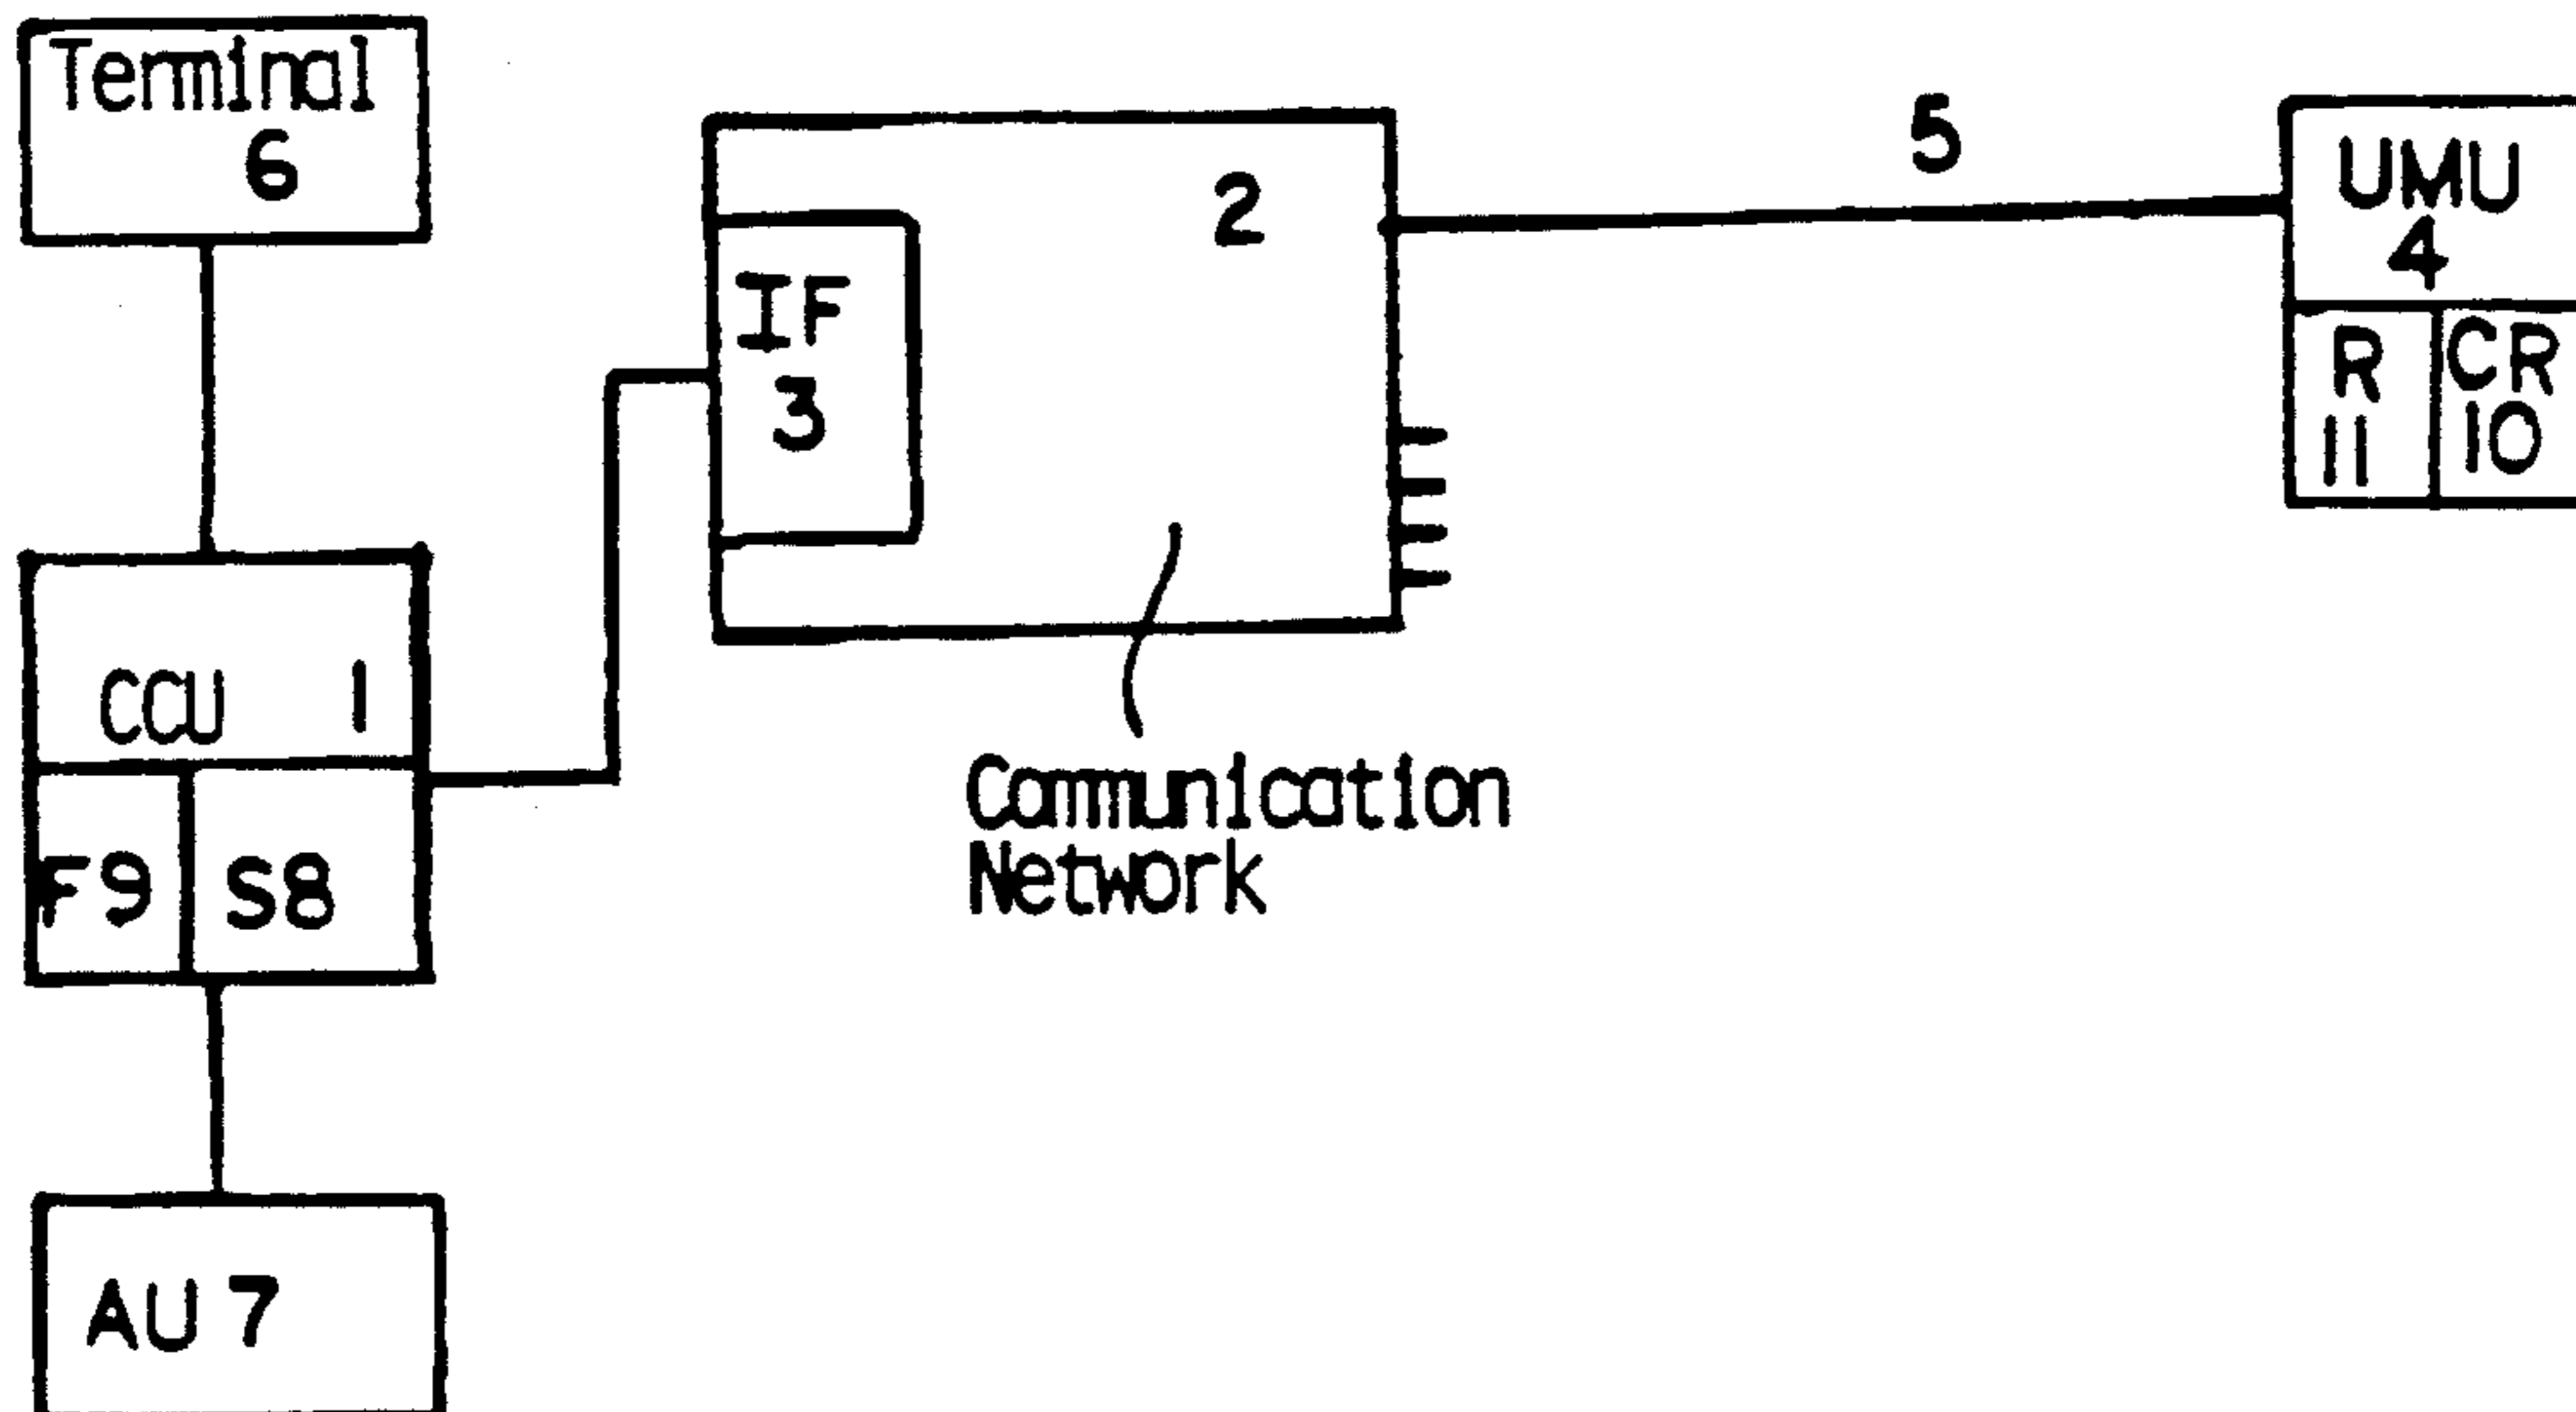 Terminal
6
CCU 1
F9 S8
AU 7
IF
3
2
Communication
Network
5
UMU
4
R CR
11 10